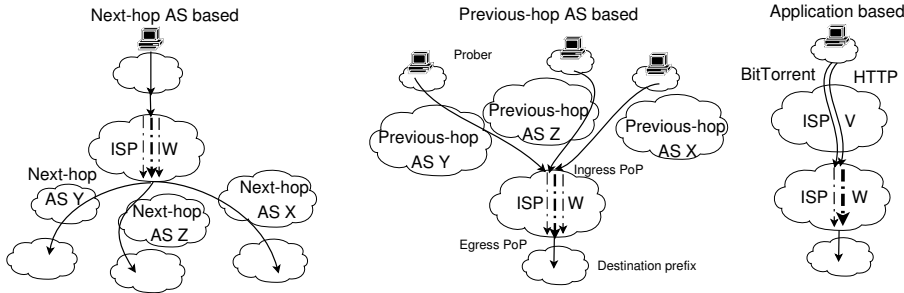 Next-hop AS based
ISP W
Next-hop
AS Y
Next-hop
AS Z
Next-hop
AS X
Previous-hop AS based
Prober
Previous-hop
AS Y
Previous-hop
AS Z
Previous-hop
AS X
Ingress PoP
ISP W
Egress PoP
Destination prefix
Application based
BitTorrent
HTTP
ISP V
ISP W